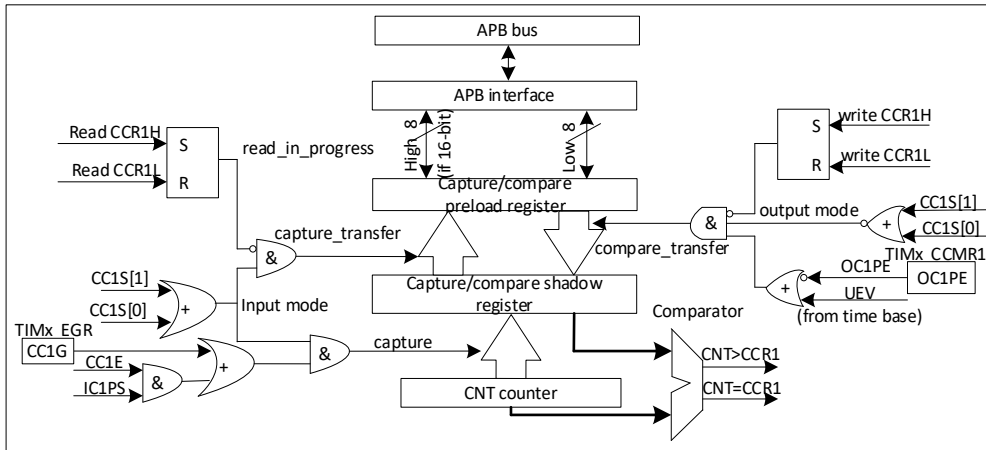 APB bus
APB interface
High 8
(if 16-bit)
Low 8
Read CCR1H
Read CCR1L
S
R
read_in_progress
S
R
write CCR1H
write CCR1L
Capture/compare
preload register
capture_transfer
&
compare_transfer
&
output mode
+
CC1S[1]
CC1S[0]
TIMx_CCMR1
OC1PE
OC1PE
UEV
(from time base)
+
CC1S[1]
CC1S[0]
+
Input mode
Capture/compare shadow
register
Comparator
TIMx_EGR
CC1G
CC1E
IC1PS
&
+
&
capture
CNT counter
CNT>CCR1
CNT=CCR1